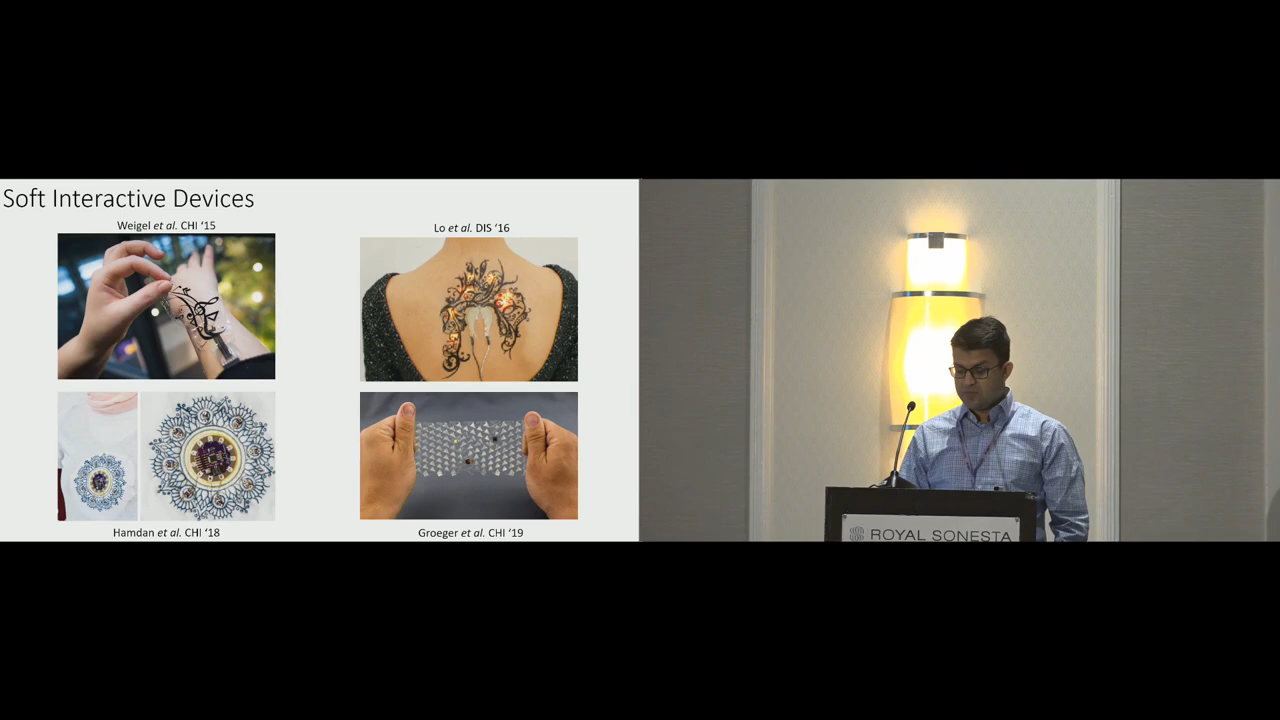 Soft Interactive Devices
Weigel et al. CHI ‘15
Lo et al. DIS ‘16
Hamdan et al. CHI ‘18
Groeger et al. CHI ‘19
ROYAL SONESTA